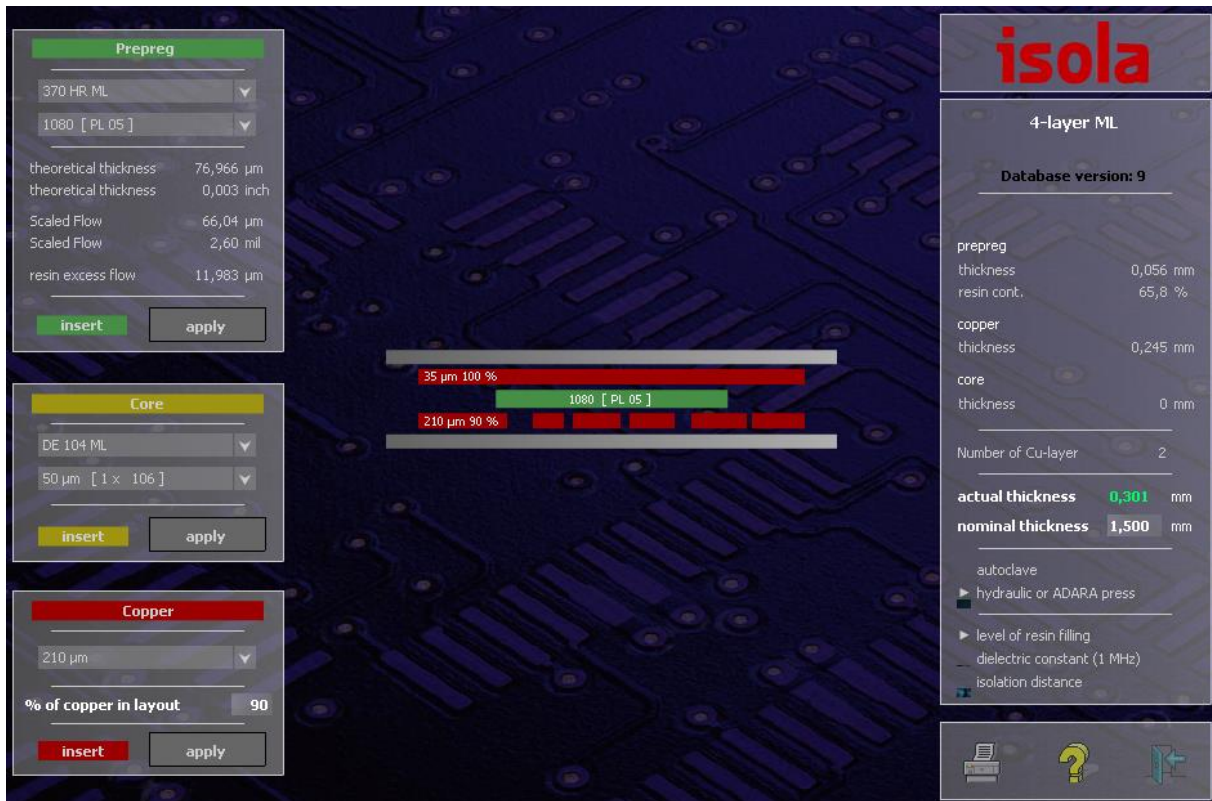 Prepreg
370 HR ML
1080 [ PL 05 ]
theoretical thickness 76,966 µm
theoretical thickness 0,003 inch
Scaled Flow 66,04 µm
Scaled Flow 2,60 mil
resin excess flow 11,983 µm
insert apply
Core
DE 104 ML
50 µm [ 1 x 106 ]
insert apply
Copper
210 µm
% of copper in layout 90
insert apply
35 µm 100 %
1080 [ PL 05 ]
210 µm 90 %
isola
4-layer ML
Database version: 9
prepreg
thickness 0,056 mm
resin cont. 65,8 %
copper
thickness 0,245 mm
core
thickness 0 mm
Number of Cu-layer 2
actual thickness 0,301 mm
nominal thickness 1,500 mm
autoclave
hydraulic or ADARA press
level of resin filling
dielectric constant (1 MHz)
isolation distance